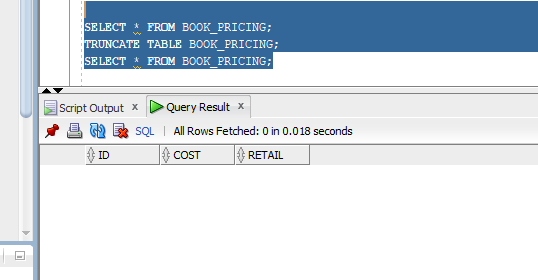 SELECT * FROM BOOK_PRICING;
TRUNCATE TABLE BOOK_PRICING;
SELECT * FROM BOOK_PRICING;
Script Output x Query Result x
SQL | All Rows Fetched: 0 in 0.018 seconds
ID COST RETAIL